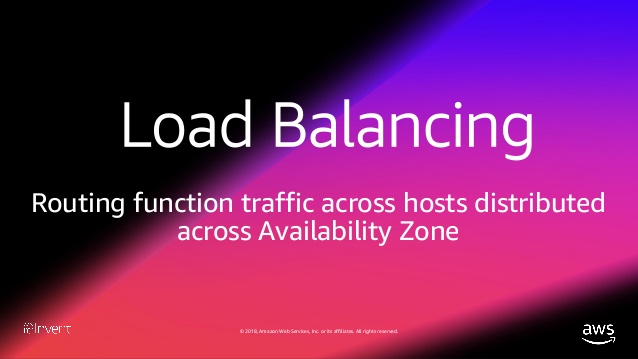 Load Balancing
Routing function traffic across hosts distributed
across Availability Zone
re:Invent
© 2018, Amazon Web Services, Inc. or its affiliates. All rights reserved.
aws